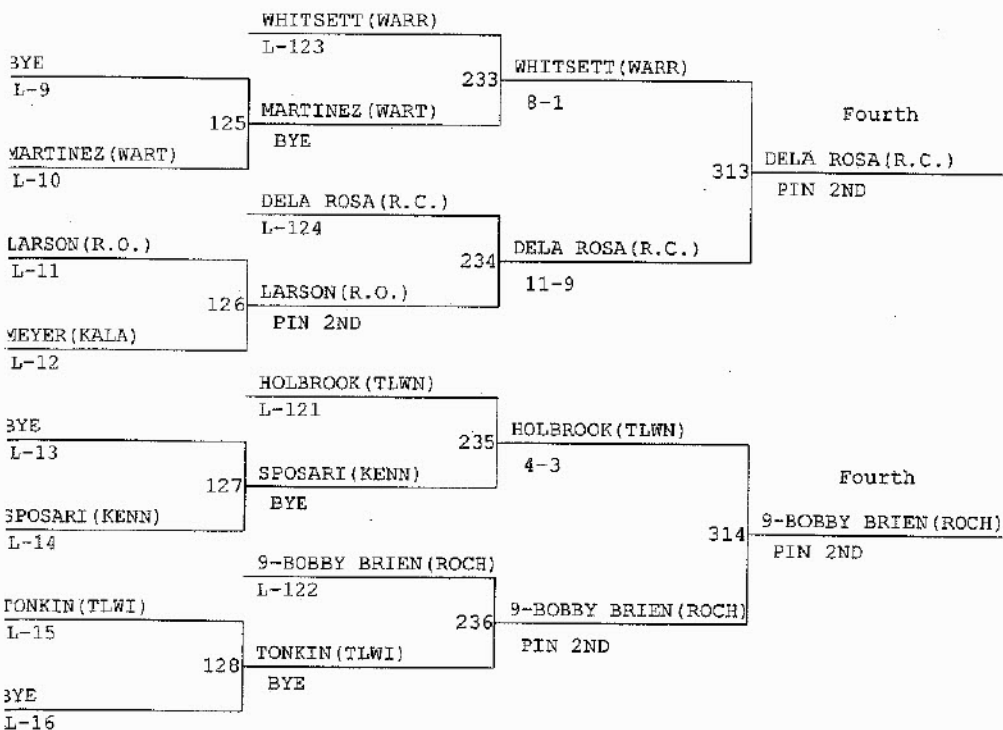 WHITSETT(WARR)
L-123
BYE
L-9
233
WHITSETT(WARR)
8-1
125
MARTINEZ(WART)
BYE
Fourth
MARTINEZ(WART)
L-10
313
DELA ROSA(R.C.)
PIN 2ND
DELA ROSA(R.C.)
L-124
LARSON(R.O.)
L-11
234
DELA ROSA(R.C.)
11-9
126
LARSON(R.O.)
PIN 2ND
MEYER(KALA)
L-12
HOLBROOK(TLWN)
L-121
BYE
L-13
235
HOLBROOK(TLWN)
4-3
127
SPOSARI(KENN)
BYE
Fourth
SPOSARI(KENN)
L-14
314
9-BOBBY BRIEN(ROCH)
PIN 2ND
9-BOBBY BRIEN(ROCH)
L-122
TONKIN(TLWI)
L-15
236
9-BOBBY BRIEN(ROCH)
PIN 2ND
128
TONKIN(TLWI)
BYE
BYE
L-16